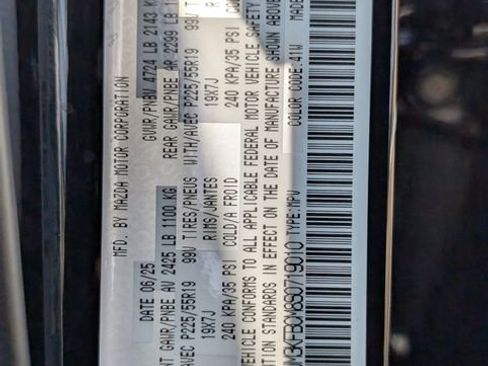 MFD. BY MAZDA MOTOR CORPORATION
DATE 06/25 GVWR/PNBV 4724 LB 2143 K
T GAWR/PNBE AV 2425 LB 1100 KG REAR GAWR/PNBE AR 2299 LB
AVEC P225/55R19 99V TIRES/PNEUS WITH/AVEC P225/55R19 99V
19X7J RIMS/JANTES 19X7J
240 KPA/35 PSI COLD/A FROID 240 KPA/35 PSI
VEHICLE CONFORMS TO ALL APPLICABLE FEDERAL MOTOR VEHICLE SAFETY
STANDARDS IN EFFECT ON THE DATE OF MANUFACTURE SHOWN ABOVE
TYPE:MPV COLOR CODE:41W MADE